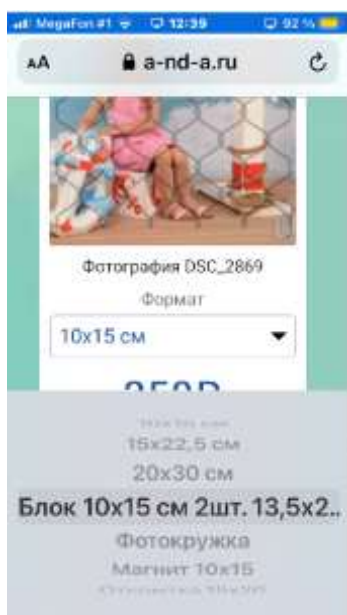 MegaFon #1 12:39 92 %
AA a-nd-a.ru
Фотография DSC_2869
Формат
10x15 см
15x22,5 см
20x30 см
Блок 10x15 см 2шт. 13,5x2..
Фотокружка
Магнит 10x15